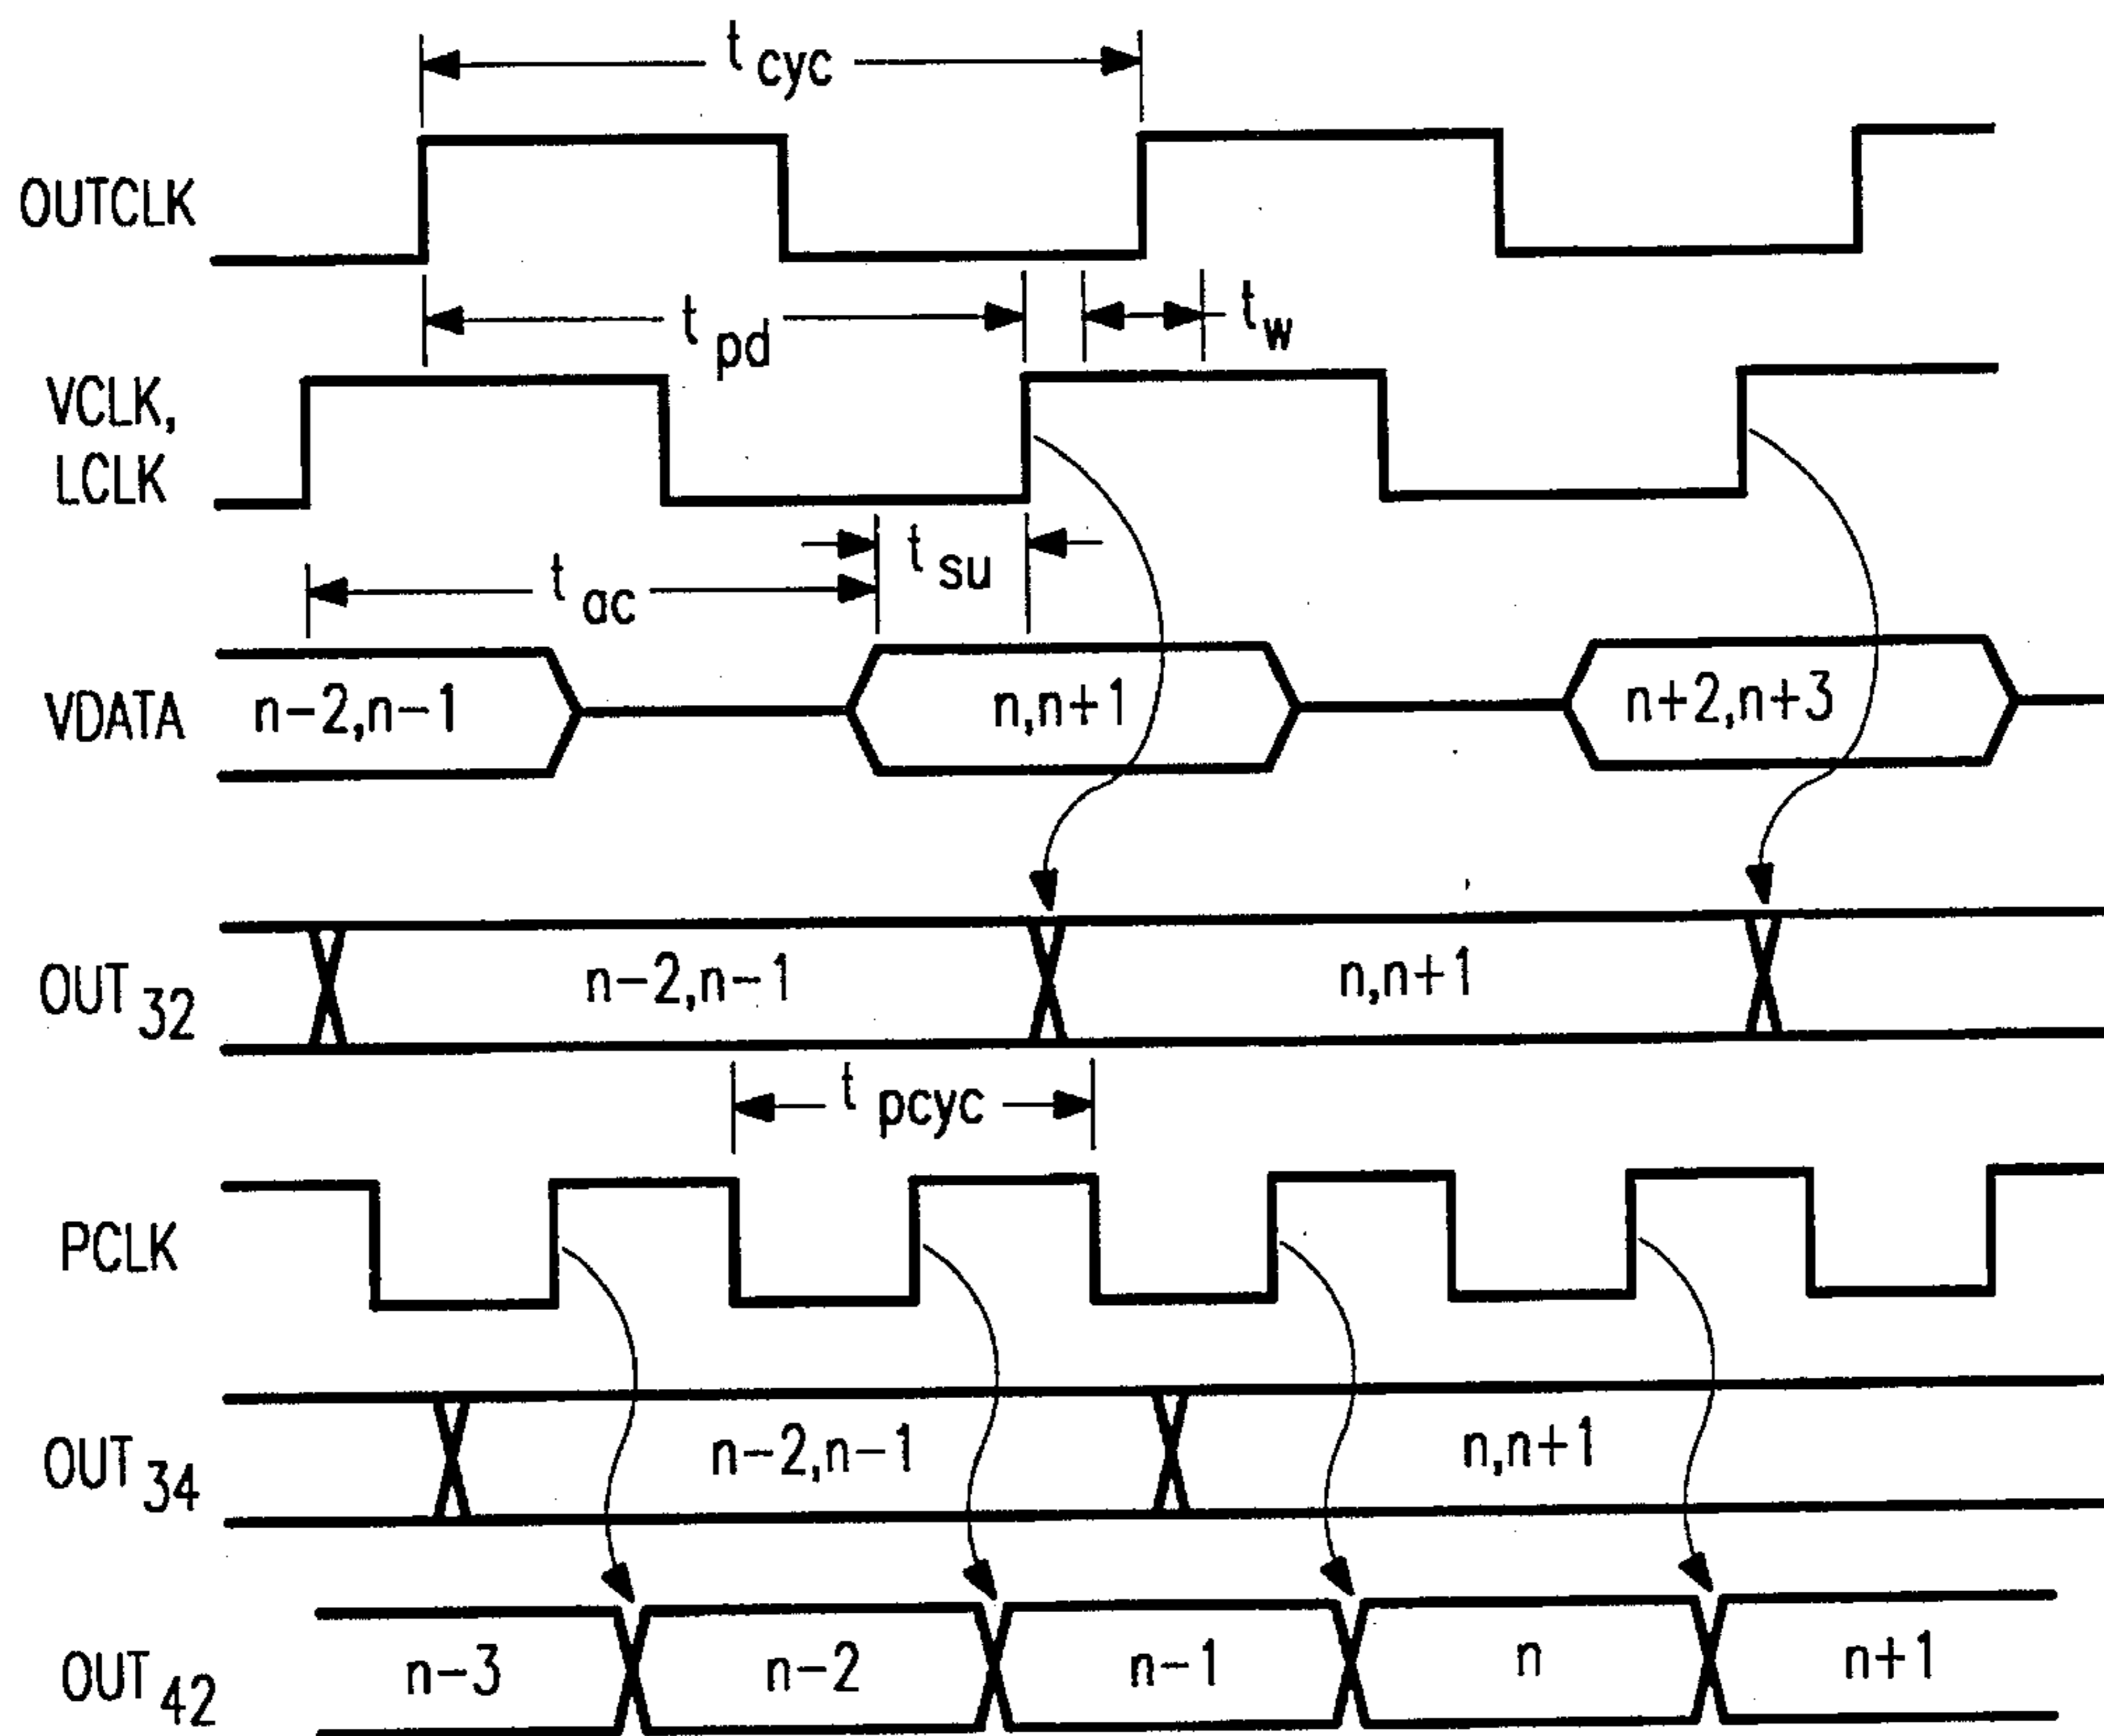 t cyc
OUTCLK
t pd
t w
VCLK,
LCLK
t su
t ac
VDATA
n-2,n-1
n,n+1
n+2,n+3
OUT 32
n-2,n-1
n,n+1
t pcyc
PCLK
OUT 34
n-2,n-1
n,n+1
OUT 42
n-3
n-2
n-1
n
n+1